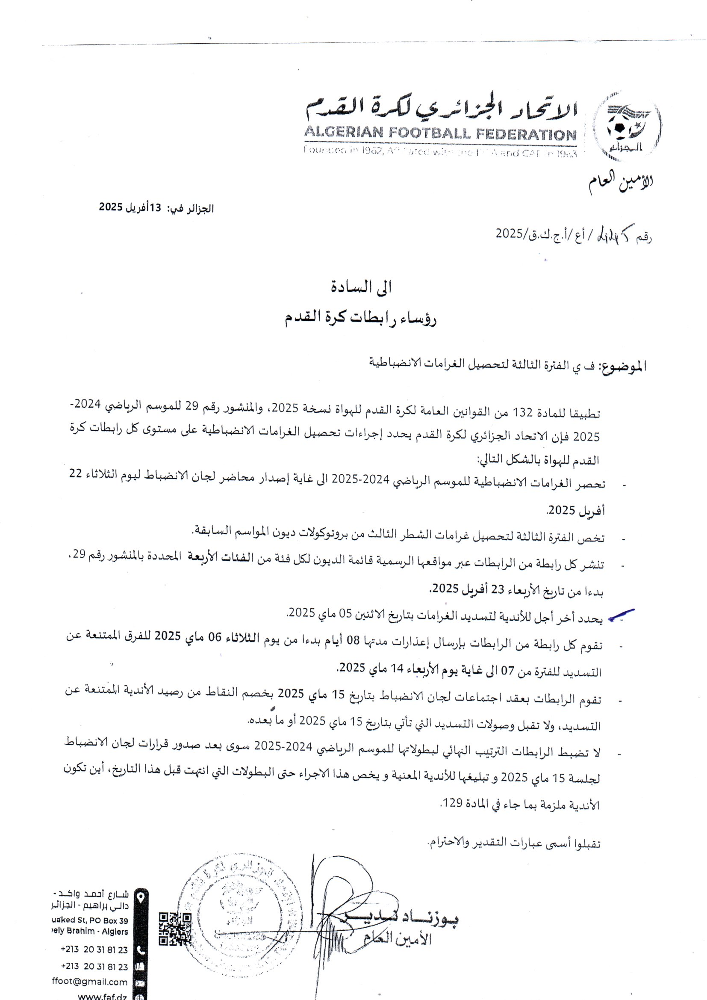 الاتحاد الجزائري لكرة القدم
ALGERIAN FOOTBALL FEDERATION
Founded in 1962, Affiliated with the FIFA and CAF in 1963
الجزائر
الأمين العام
الجزائر في: 13أفريل 2025
رقم / أع/أ.ج.ك.ق/2025
الى السادة
رؤساء رابطات كرة القدم
الموضوع: ف ي الفترة الثالثة لتحصيل الغرامات الانضباطية
تطبيقا للمادة 132 من القوانين العامة لكرة القدم للهواة نسخة 2025، والمنشور رقم 29 للموسم الرياضي 2024-
2025 فإن الاتحاد الجزائري لكرة القدم يحدد إجراءات تحصيل الغرامات الانضباطية على مستوى كل رابطات كرة
القدم للهواة بالشكل التالي:
- تحصر الغرامات الانضباطية للموسم الرياضي 2024-2025 الى غاية إصدار محاضر لجان الانضباط ليوم الثلاثاء 22
أفريل 2025.
- تخص الفترة الثالثة لتحصيل غرامات الشطر الثالث من بروتوكولات ديون المواسم السابقة.
- تنشر كل رابطة من الرابطات عبر مواقعها الرسمية قائمة الديون لكل فئة من الفئات الأربعة المحددة بالمنشور رقم 29،
بدءا من تاريخ الأربعاء 23 أفريل 2025.
- يحدد أخر أجل للأندية لتسديد الغرامات بتاريخ الاثنين 05 ماي 2025.
- تقوم كل رابطة من الرابطات بإرسال إعذارات مدتها 08 أيام بدءا من يوم الثلاثاء 06 ماي 2025 للفرق الممتنعة عن
التسديد للفترة من 07 الى غاية يوم الأربعاء 14 ماي 2025.
- تقوم الرابطات بعقد اجتماعات لجان الانضباط بتاريخ 15 ماي 2025 بخصم النقاط من رصيد الأندية الممتنعة عن
التسديد، ولا تقبل وصولات التسديد التي تأتي بتاريخ 15 ماي 2025 أو ما بعده.
- لا تضبط الرابطات الترتيب النهائي لبطولاتها للموسم الرياضي 2024-2025 سوى بعد صدور قرارات لجان الانضباط
لجلسة 15 ماي 2025 و تبليغها للأندية المعنية و يخص هذا الاجراء حتى البطولات التي انتهت قبل هذا التاريخ، أين تكون
الأندية ملزمة بما جاء في المادة 129.
تقبلوا أسمى عبارات التقدير والاحترام.
بوزناد نذير
الأمين العام
شارع أحمد واكد -
دالي براهيم - الجزائر
uaked St, PO Box 39
ely Brahim - Algiers
+213 20 31 81 23
+213 20 31 81 23
ffoot@gmail.com
www.faf.dz